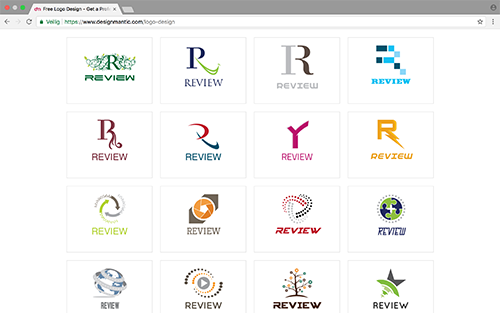 Free Logo Design - Get a Profe
Veilig https://www.designmantic.com/logo-design
R R R
REVIEW REVIEW REVIEW REVIEW
R R Y R
REVIEW REVIEW REVIEW REVIEW
REVIEW REVIEW REVIEW REVIEW
REVIEW REVIEW REVIEW REVIEW